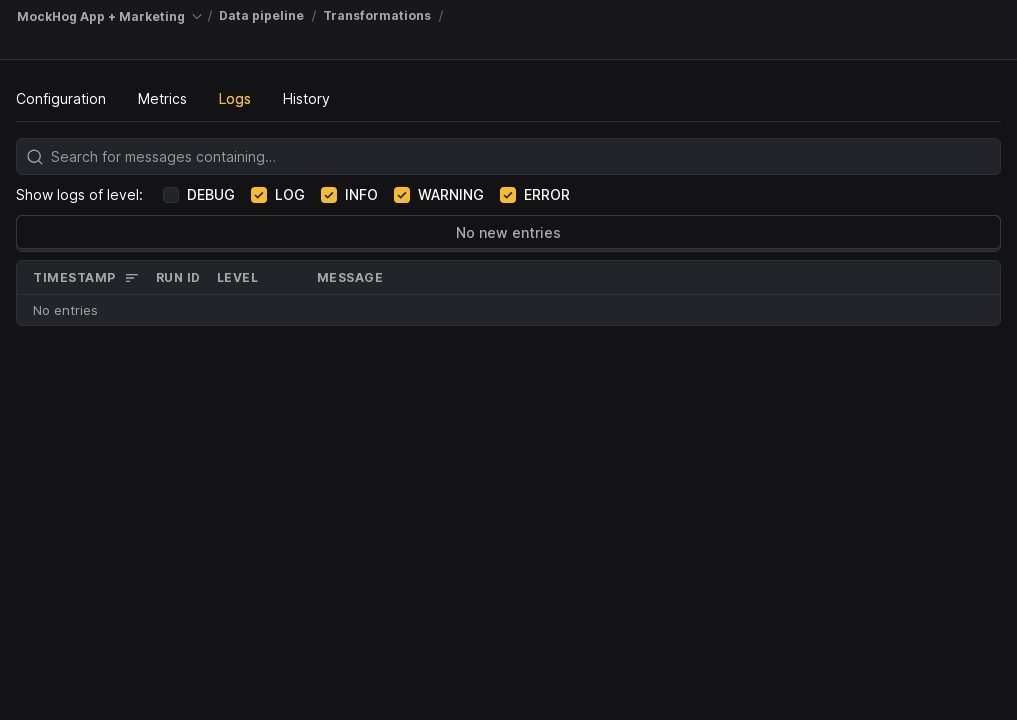 MockHog App + Marketing / Data pipeline / Transformations /
Configuration Metrics Logs History
Search for messages containing…
Show logs of level: DEBUG LOG INFO WARNING ERROR
No new entries
TIMESTAMP RUN ID LEVEL MESSAGE
No entries